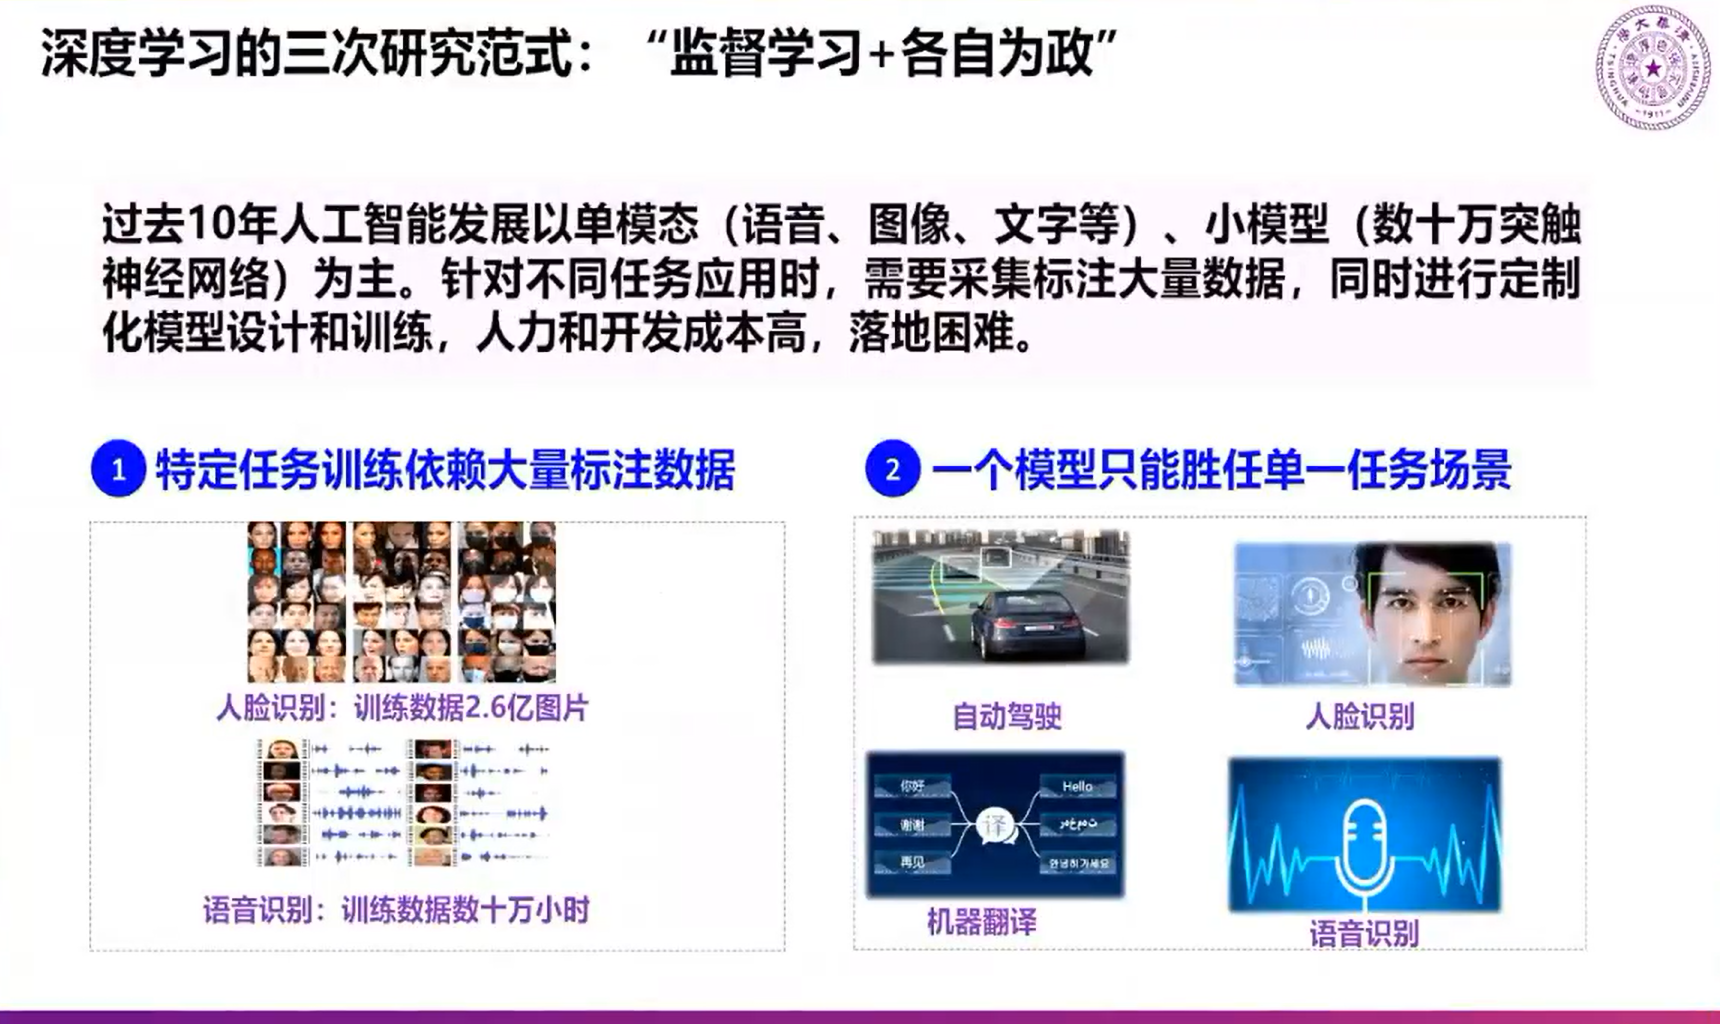 深度学习的三次研究范式：“监督学习+各自为政”
过去10年人工智能发展以单模态（语音、图像、文字等）、小模型（数十万突触
神经网络）为主。针对不同任务应用时，需要采集标注大量数据，同时进行定制
化模型设计和训练，人力和开发成本高，落地困难。
1 特定任务训练依赖大量标注数据
人脸识别：训练数据2.6亿图片
语音识别：训练数据数十万小时
2 一个模型只能胜任单一任务场景
自动驾驶
人脸识别
你好
谢谢
再见
译
Hello
안녕히가세요
机器翻译
语音识别
TSINGHUA UNIVERSITY
1911